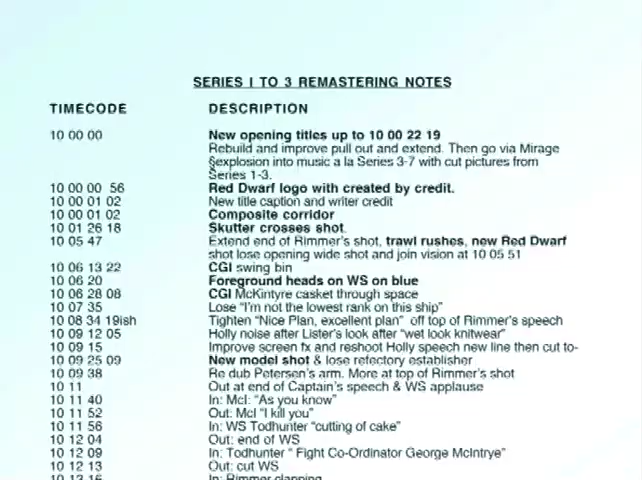 SERIES I TO 3 REMASTERING NOTES
TIMECODE DESCRIPTION
10 00 00 New opening titles up to 10 00 22 19
Rebuild and improve pull out and extend. Then go via Mirage
§explosion into music a la Series 3-7 with cut pictures from
Series 1-3.
10 00 00 56 Red Dwarf logo with created by credit.
10 00 01 02 New title caption and writer credit
10 00 01 02 Composite corridor
10 01 26 18 Skutter crosses shot.
10 05 47 Extend end of Rimmer's shot, trawl rushes, new Red Dwarf
shot lose opening wide shot and join vision at 10 05 51
10 06 13 22 CGI swing bin
10 06 20 Foreground heads on WS on blue
10 06 28 08 CGI McKintyre casket through space
10 07 35 Lose "I'm not the lowest rank on this ship"
10 08 34 19ish Tighten "Nice Plan, excellent plan" off top of Rimmer's speech
10 09 12 05 Holly noise after Lister's look after "wet look knitwear"
10 09 15 Improve screen fx and reshoot Holly speech new line then cut to-
10 09 25 09 New model shot & lose refectory establisher
10 09 38 Re dub Petersen's arm. More at top of Rimmer's shot
10 11 Out at end of Captain's speech & WS applause
10 11 40 In: McI: "As you know"
10 11 52 Out: McI "I kill you"
10 11 56 In: WS Todhunter "cutting of cake"
10 12 04 Out: end of WS
10 12 09 In: Todhunter " Fight Co-Ordinator George McIntrye"
10 12 13 Out: cut WS
10 13 16 In: Rimmer clapping